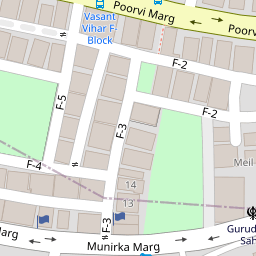 Poorvi Marg
Poorv
Vasant
Vihar F-
Block
F-2
F-5
F-3
F-2
F-4
Meil
14
13
F-3
Gurud
Sah
Marg
Munirka Marg